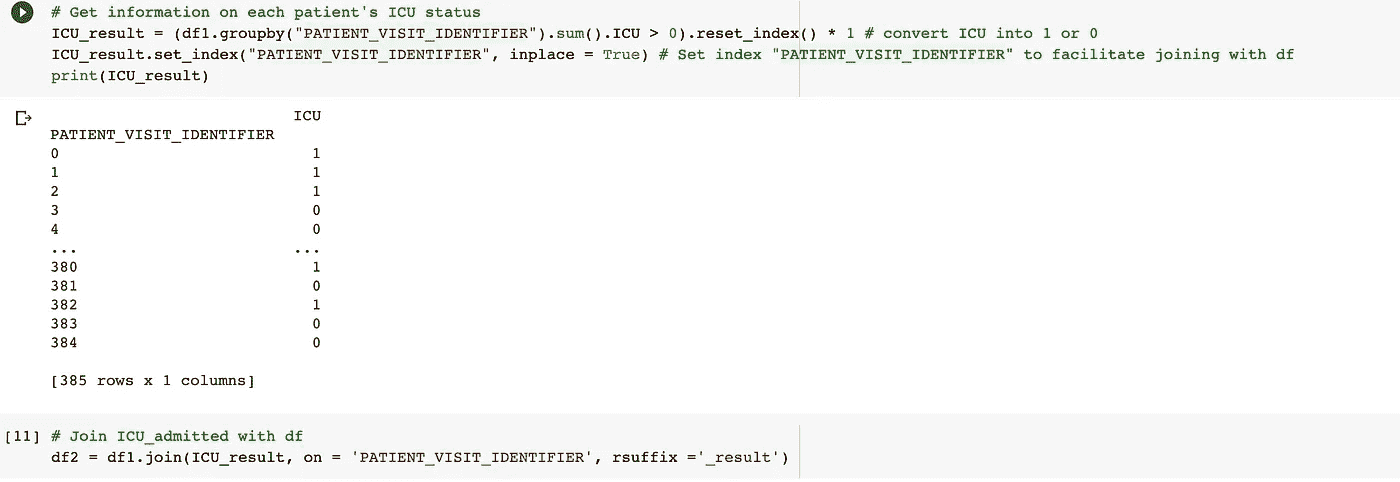 # Get information on each patient's ICU status
ICU_result = (df1.groupby("PATIENT_VISIT_IDENTIFIER").sum().ICU > 0).reset_index() * 1 # convert ICU into 1 or 0
ICU_result.set_index("PATIENT_VISIT_IDENTIFIER", inplace = True) # Set index "PATIENT_VISIT_IDENTIFIER" to facilitate joining with df
print(ICU_result)
ICU
PATIENT_VISIT_IDENTIFIER
0 1
1 1
2 1
3 0
4 0
... ...
380 1
381 0
382 1
383 0
384 0
[385 rows x 1 columns]
[11] # Join ICU_admitted with df
df2 = df1.join(ICU_result, on = 'PATIENT_VISIT_IDENTIFIER', rsuffix ='_result')